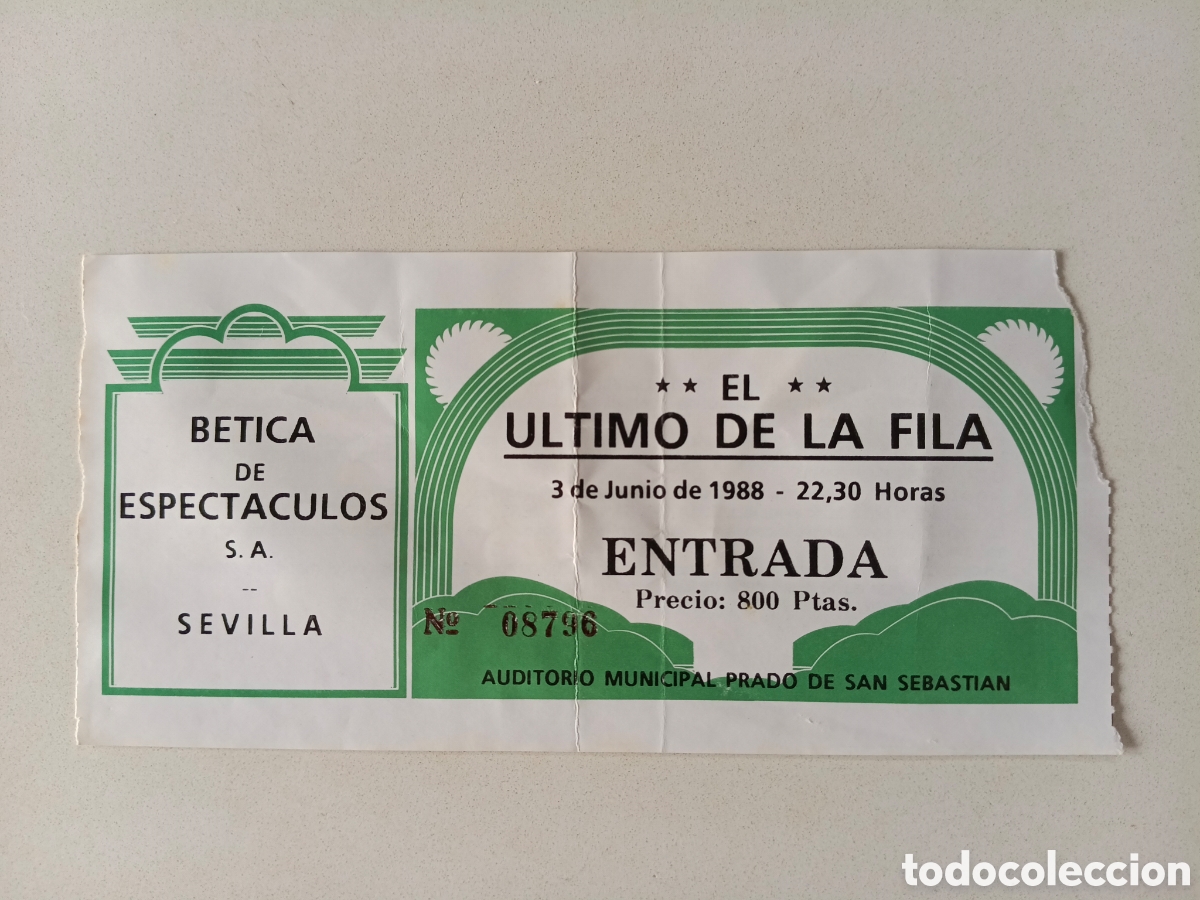 BETICA
DE
ESPECTACULOS
S. A.
--
SEVILLA
★ ★ EL ★ ★
ULTIMO DE LA FILA
3 de Junio de 1988 - 22,30 Horas
ENTRADA
Precio: 800 Ptas.
Nº 08796
AUDITORIO MUNICIPAL PRADO DE SAN SEBASTIAN
todocoleccion